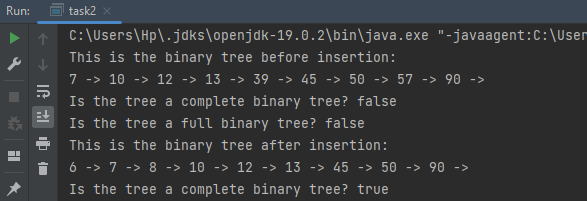 Run: task2
C:\Users\Hp\.jdks\openjdk-19.0.2\bin\java.exe "-javaagent:C:\User
This is the binary tree before insertion:
7 -> 10 -> 12 -> 13 -> 39 -> 45 -> 50 -> 57 -> 90 ->
Is the tree a complete binary tree? false
Is the tree a full binary tree? false
This is the binary tree after insertion:
6 -> 7 -> 8 -> 10 -> 12 -> 13 -> 45 -> 50 -> 90 ->
Is the tree a complete binary tree? true